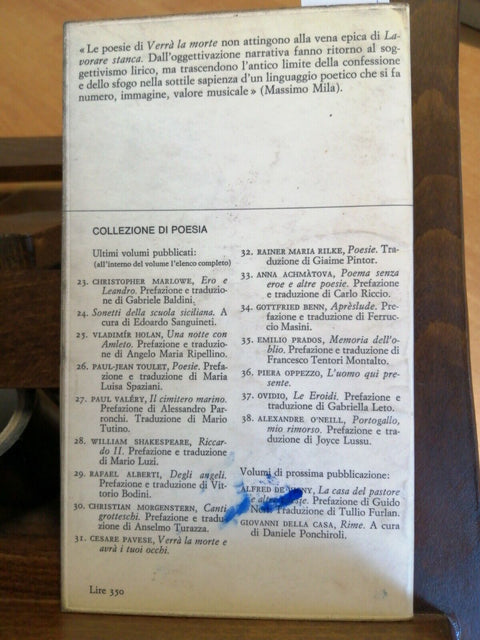 « Le poesie di Verrà la morte non attingono alla vena epica di La-
vorare stanca. Dall'oggettivazione narrativa fanno ritorno al sog-
gettivismo lirico, ma trascendono l'antico limite della confessione
e dello sfogo nella sottile sapienza d'un linguaggio poetico che si fa
numero, immagine, valore musicale » (Massimo Mila).
COLLEZIONE DI POESIA
Ultimi volumi pubblicati:
(all'interno del volume l'elenco completo)
23. CHRISTOPHER MARLOWE, Ero e
Leandro. Prefazione e traduzio-
ne di Gabriele Baldini.
24. Sonetti della scuola siciliana. A
cura di Edoardo Sanguineti.
25. VLADIMÍR HOLAN, Una notte con
Amleto. Prefazione e traduzio-
ne di Angelo Maria Ripellino.
26. PAUL-JEAN TOULET, Poesie. Prefa-
zione e traduzione di Maria
Luisa Spaziani.
27. PAUL VALÉRY, Il cimitero marino.
Prefazione di Alessandro Par-
ronchi. Traduzione di Mario
Tutino.
28. WILLIAM SHAKESPEARE, Riccar-
do II. Prefazione e traduzione
di Mario Luzi.
29. RAFAEL ALBERTI, Degli angeli.
Prefazione e traduzione di Vit-
torio Bodini.
30. CHRISTIAN MORGENSTERN, Canti
grotteschi. Prefazione e tradu-
zione di Anselmo Turazza.
31. CESARE PAVESE, Verrà la morte e
avrà i tuoi occhi.
32. RAINER MARIA RILKE, Poesie. Tra-
duzione di Giaime Pintor.
33. ANNA ACHMÀTOVA, Poema senza
eroe e altre poesie. Prefazione
e traduzione di Carlo Riccio.
34. GOTTFRIED BENN, Aprèslude. Pre-
fazione e traduzione di Ferruc-
cio Masini.
35. EMILIO PRADOS, Memoria dell'o-
blio. Prefazione e traduzione di
Francesco Tentori Montalto.
36. PIERA OPPEZZO, L'uomo qui pre-
sente.
37. OVIDIO, Le Eroidi. Prefazione e
traduzione di Gabriella Leto.
38. ALEXANDRE O'NEILL, Portogallo,
mio rimorso. Prefazione e tra-
duzione di Joyce Lussu.
Volumi di prossima pubblicazione:
ALFRED DE La casa del pastore
e Prefazione di Guido
Traduzione di Tullio Furlan.
GIOVANNI DELLA CASA, Rime. A cura
di Daniele Ponchiroli.
Lire 350